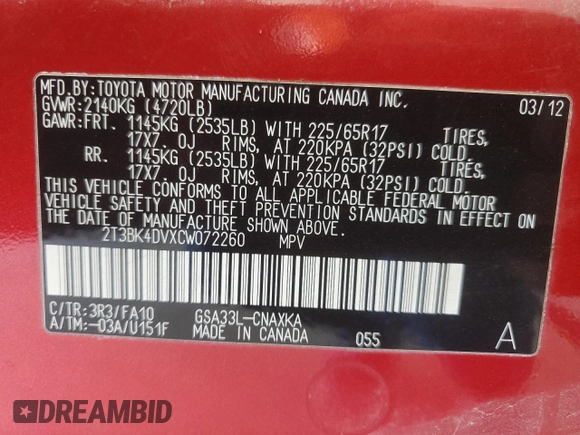 MFD.BY:TOYOTA MOTOR MANUFACTURING CANADA INC. 03/12
GVWR:2140KG (4720LB)
GAWR:FRT. 1145KG (2535LB) WITH 225/65R17 TIRES,
17X7. OJ RIMS, AT 220KPA (32PSI) COLD.
RR. 1145KG (2535LB) WITH 225/65R17 TIRES,
17X7. OJ RIMS, AT 220KPA (32PSI) COLD.
THIS VEHICLE CONFORMS TO ALL APPLICABLE FEDERAL MOTOR
VEHICLE SAFETY AND THEFT PREVENTION STANDARDS IN EFFECT ON
THE DATE OF MANUFACTURE SHOWN ABOVE.
2T3BK4DVXCW072260 MPV
C/TR:3R3/FA10 GSA33L-CNAXKA
A/TM:-03A/U151F MADE IN CANADA 055 A
DREAMBID